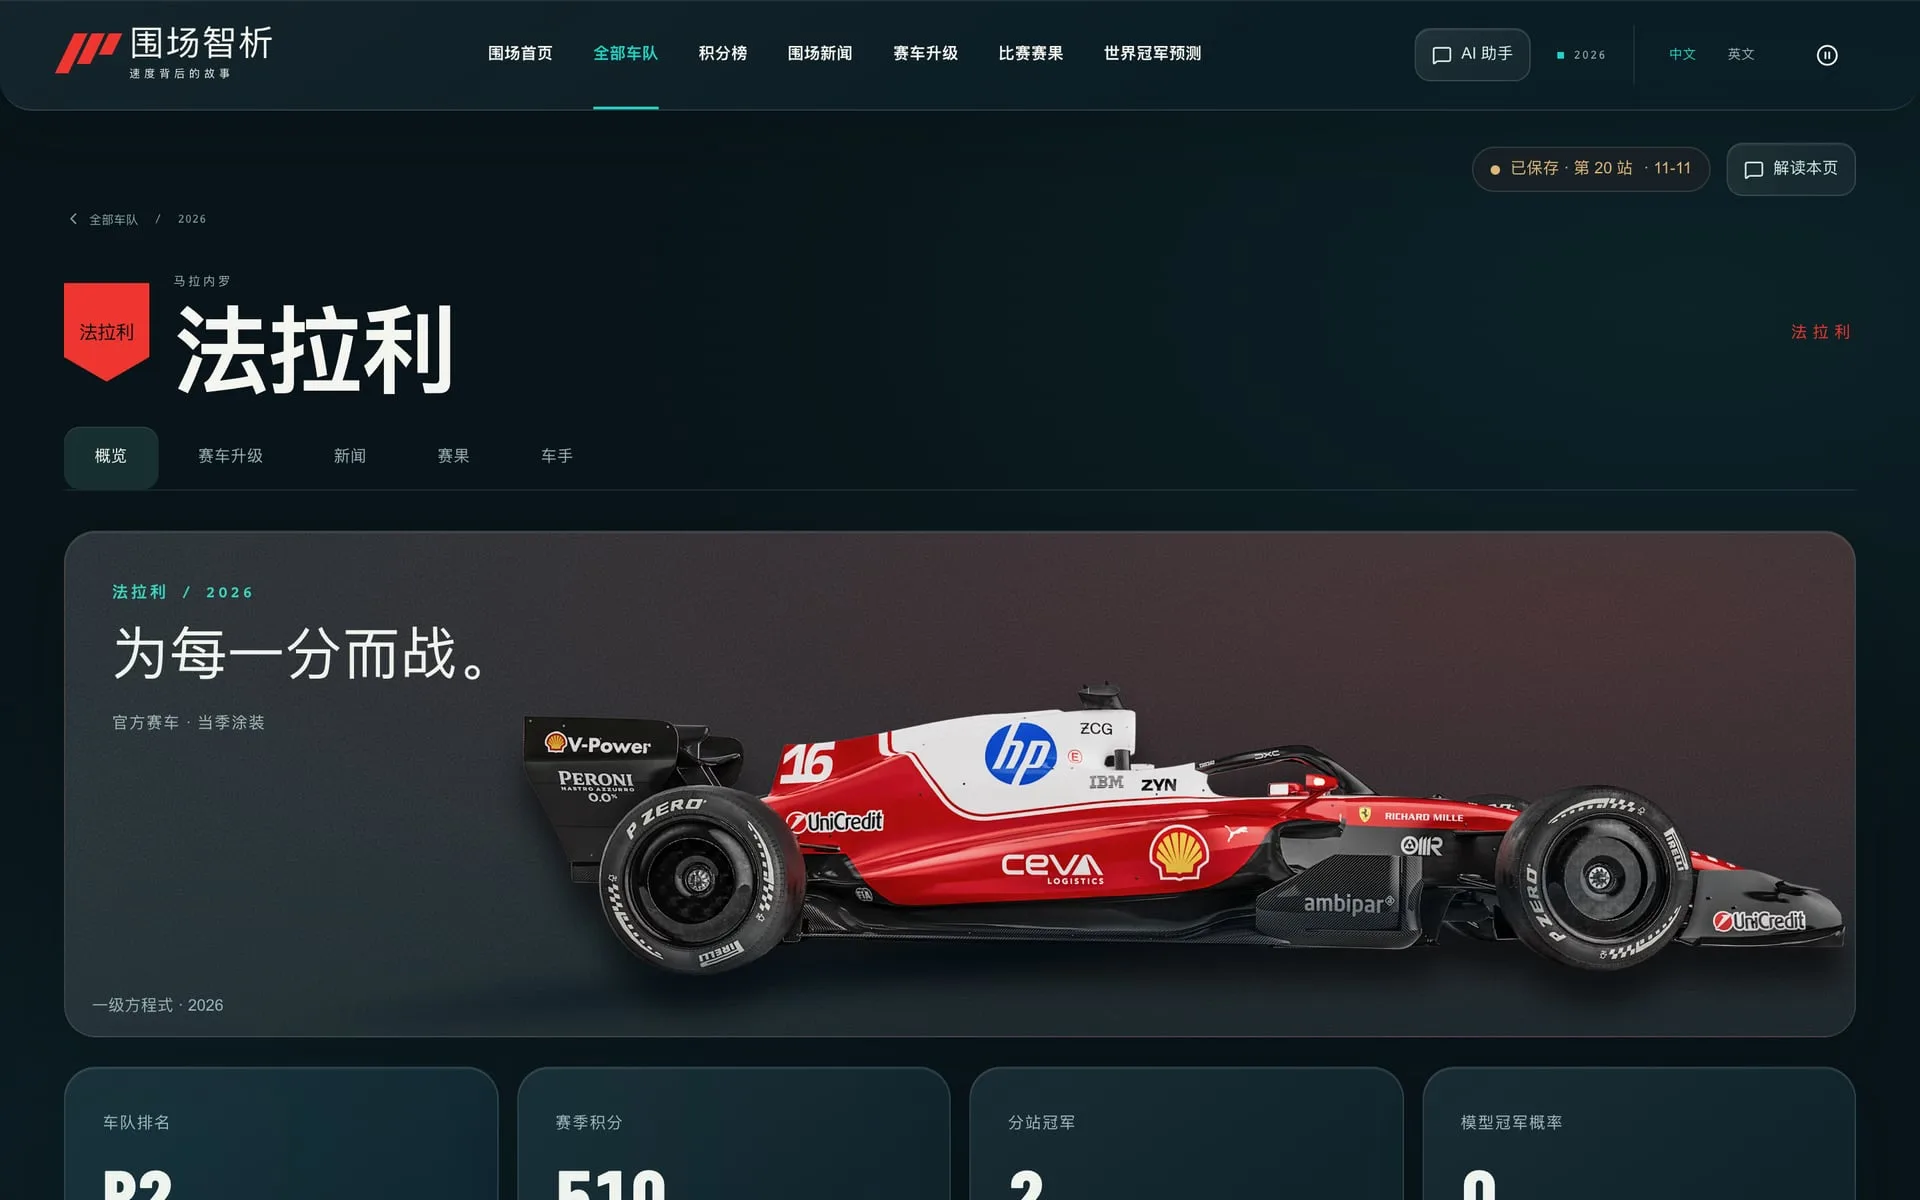 围场智析
速度背后的故事
围场首页 全部车队 积分榜 围场新闻 赛车升级 比赛赛果 世界冠军预测
AI 助手
2026
中文 英文
已保存 · 第 20 站 · 11-11
解读本页
全部车队 / 2026
马拉内罗
法拉利
法拉利
法拉利
概览 赛车升级 新闻 赛果 车手
法拉利 / 2026
为每一分而战。
官方赛车 · 当季涂装
V-Power
PERONI
NASTRO AZZURRO
0.0%
P ZERO
PIRELLI
16
UniCredit
hp
ZCG
E
IBM
ZYN
CEVA
LOGISTICS
RICHARD MILLE
ambipar
P ZERO
PIRELLI
UniCredit
一级方程式 · 2026
车队排名
P2
赛季积分
510
分站冠军
2
模型冠军概率
0